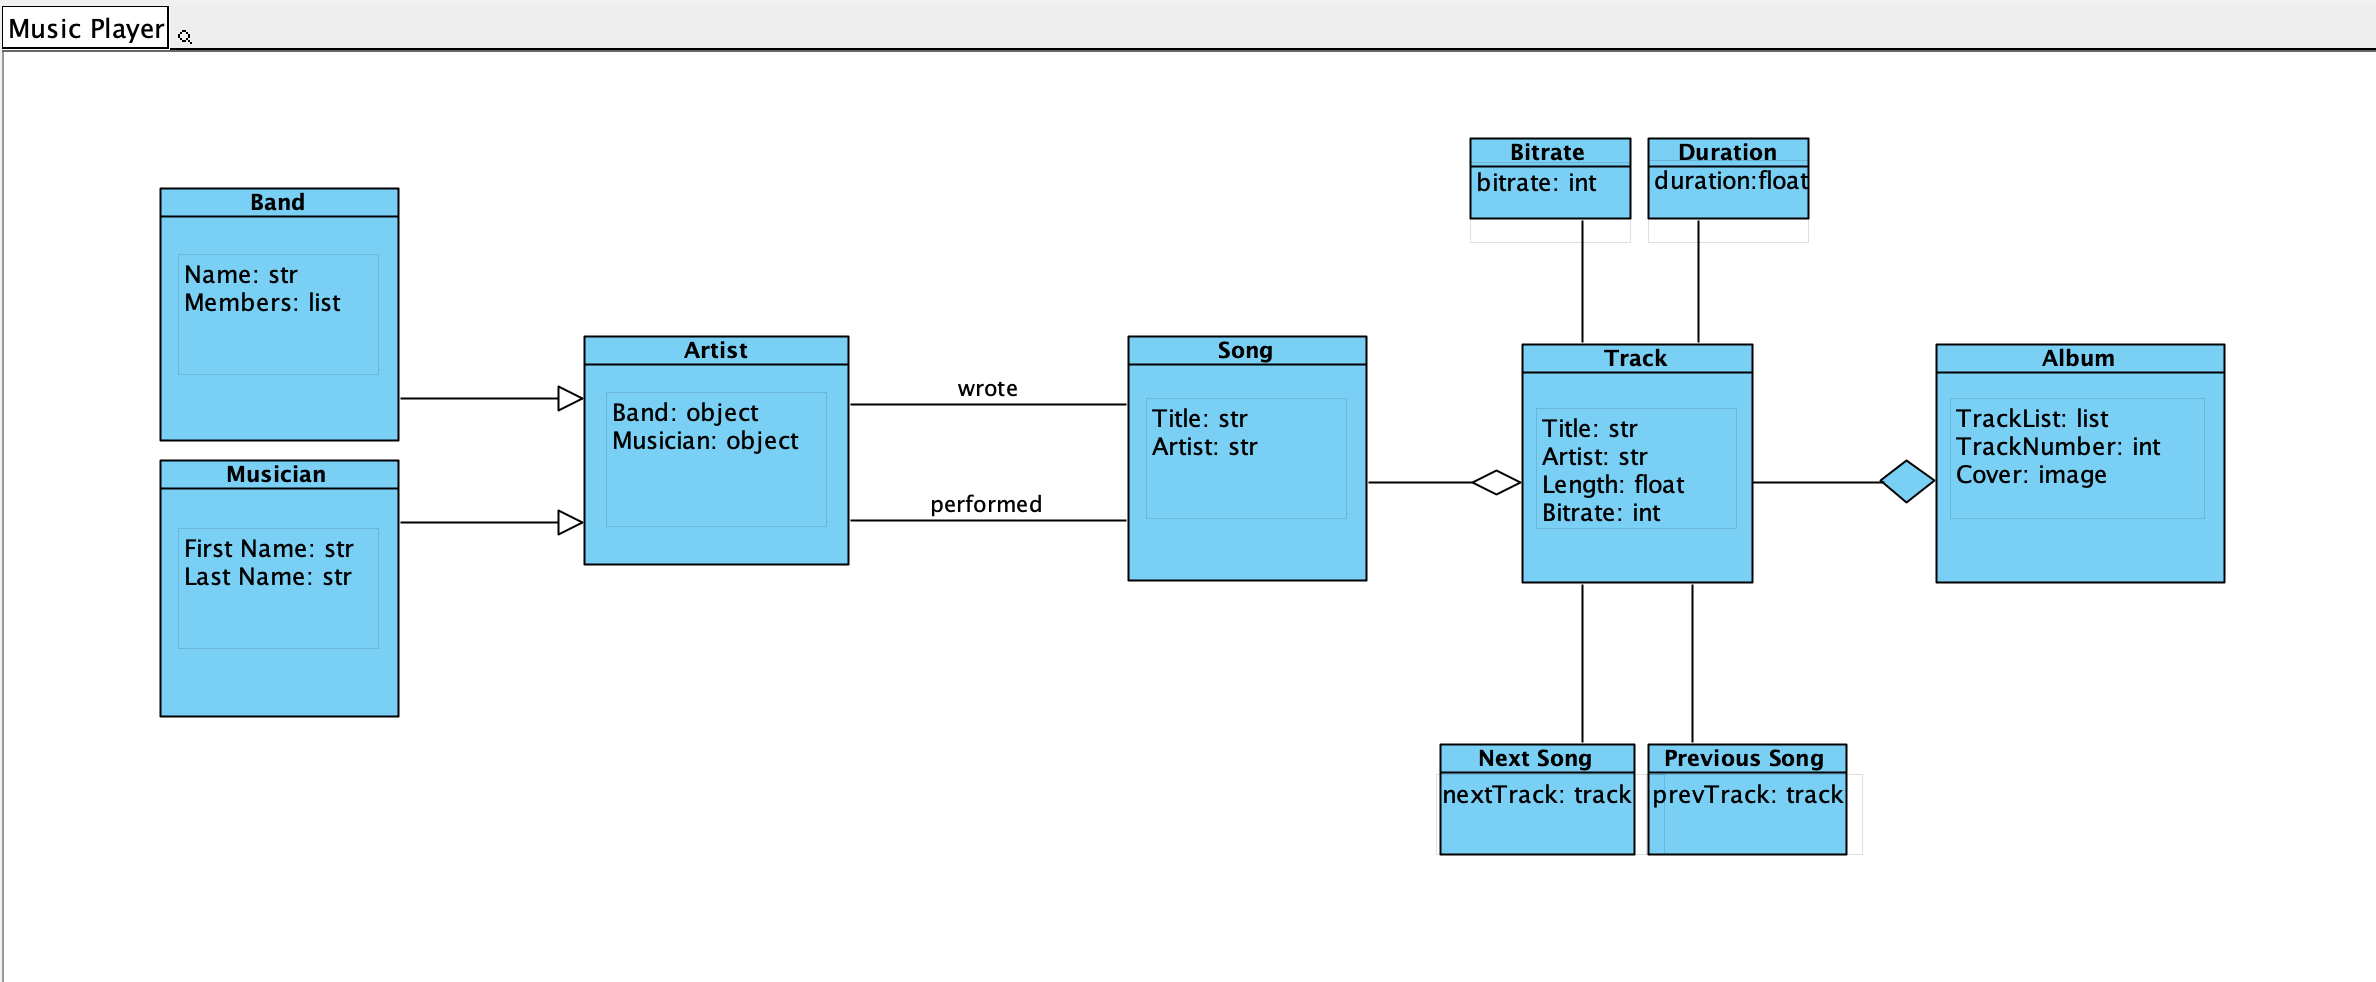 Music Player
Band
Name: str
Members: list
Musician
First Name: str
Last Name: str
Artist
Band: object
Musician: object
wrote
performed
Song
Title: str
Artist: str
Bitrate
bitrate: int
Duration
duration:float
Track
Title: str
Artist: str
Length: float
Bitrate: int
Album
TrackList: list
TrackNumber: int
Cover: image
Next Song
nextTrack: track
Previous Song
prevTrack: track